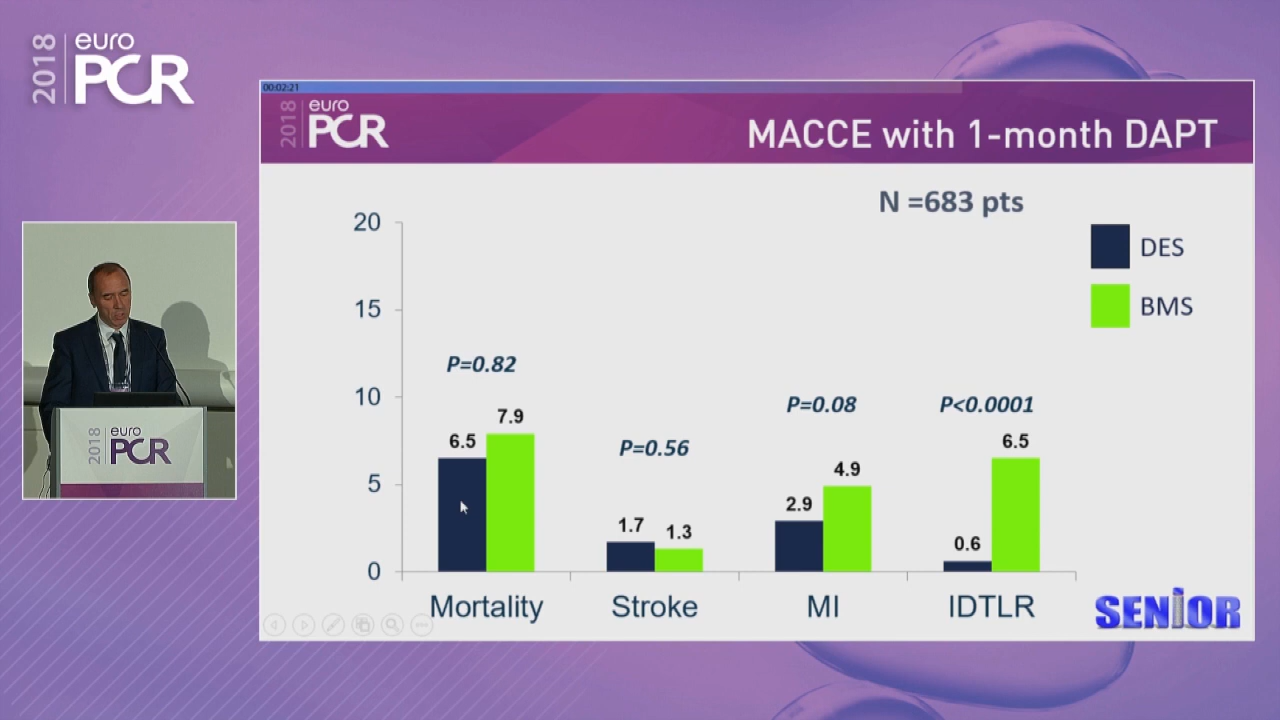 2018 euro
PCR
00:02:21
2018 euro
PCR
MACCE with 1-month DAPT
N =683 pts
DES
BMS
20
15
10
5
0
P=0.82
P=0.56
P=0.08
P<0.0001
6.5
7.9
1.7
1.3
2.9
4.9
0.6
6.5
Mortality
Stroke
MI
IDTLR
SENIOR
2018 euro
PCR